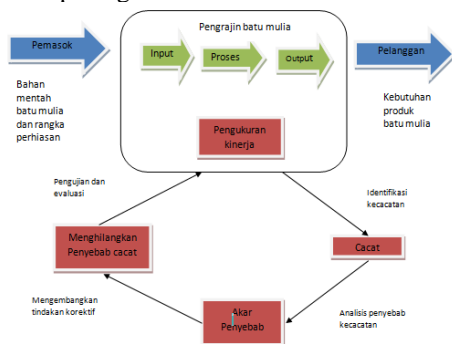 Pengrajin batu mulia
Pemasok
Input
Proses
Output
Pelanggan
Bahan
mentah
batu mulia
dan rangka
perhiasan
Kebutuhan
produk
batu mulia
Pengukuran
kinerja
Pengujian dan
evaluasi
Identifikasi
kecacatan
Menghilangkan
Penyebab cacat
Cacat
Mengembangkan
tindakan korektif
Akar
Penyebab
Analisis penyebab
kecacatan